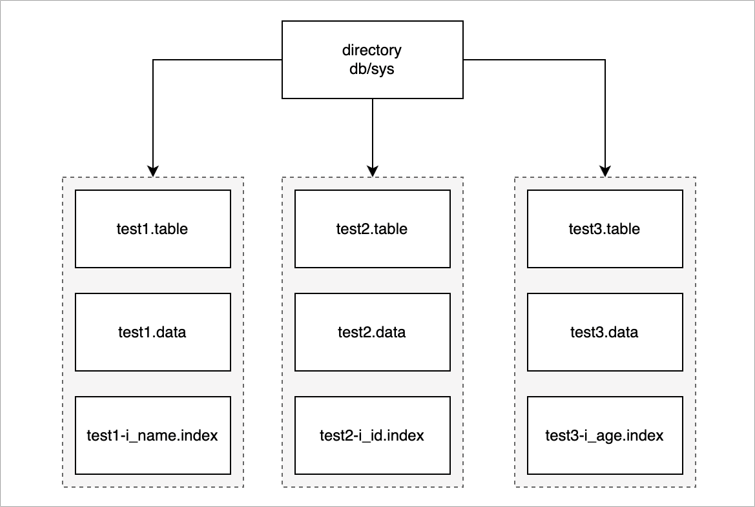 directory
db/sys
test1.table
test2.table
test3.table
test1.data
test2.data
test3.data
test1-i_name.index
test2-i_id.index
test3-i_age.index